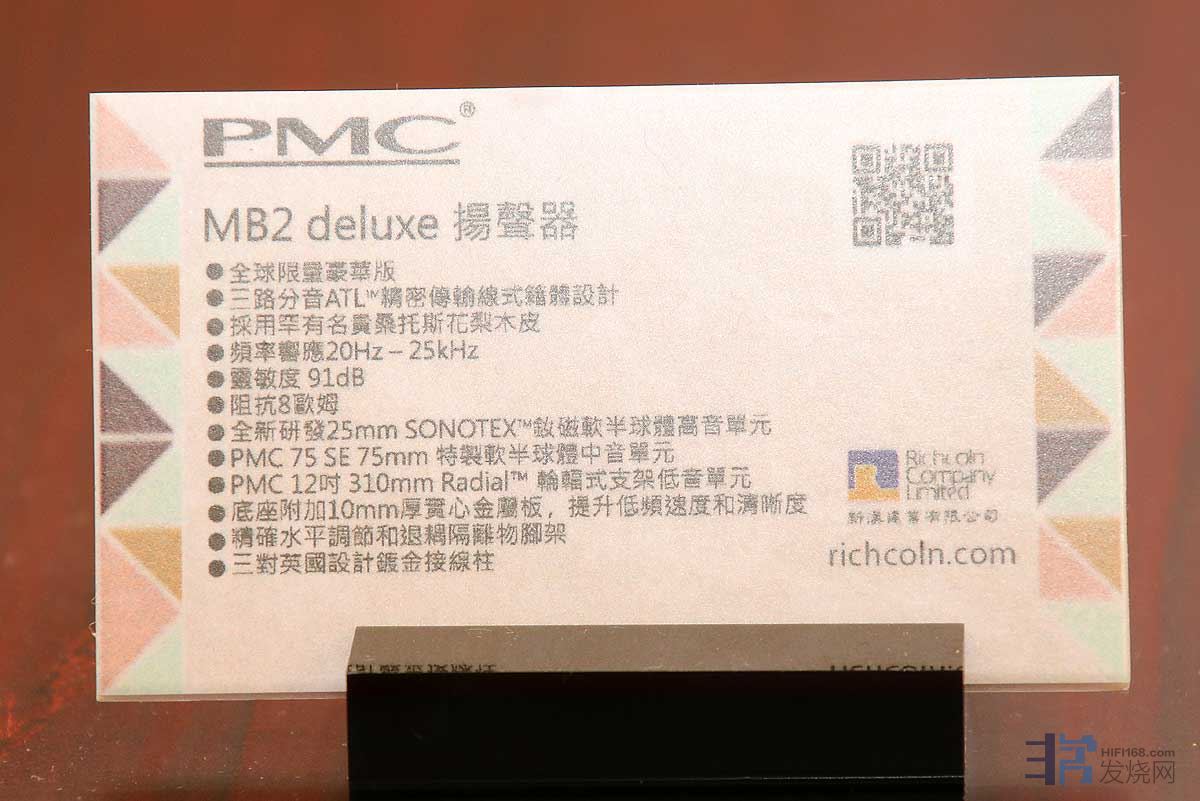 PMC®
MB2 deluxe 揚聲器
●全球限量豪華版
●三路分音ATL™精密傳輸線式箱體設計
●採用罕有名貴桑托斯花梨木皮
●頻率響應20Hz – 25kHz
●靈敏度 91dB
●阻抗8歐姆
●全新研發25mm SONOTEX™釹磁軟半球體高音單元
●PMC 75 SE 75mm 特製軟半球體中音單元
●PMC 12吋 310mm Radial™ 輪輻式支架低音單元
●底座附加10mm厚實心金屬板，提升低頻速度和清晰度
●精確水平調節和退耦隔離物腳架
●三對英國設計鍍金接線柱
Richcoln
Company
Limited
新漢建業有限公司
richcoln.com
HIFI168.com
发烧网